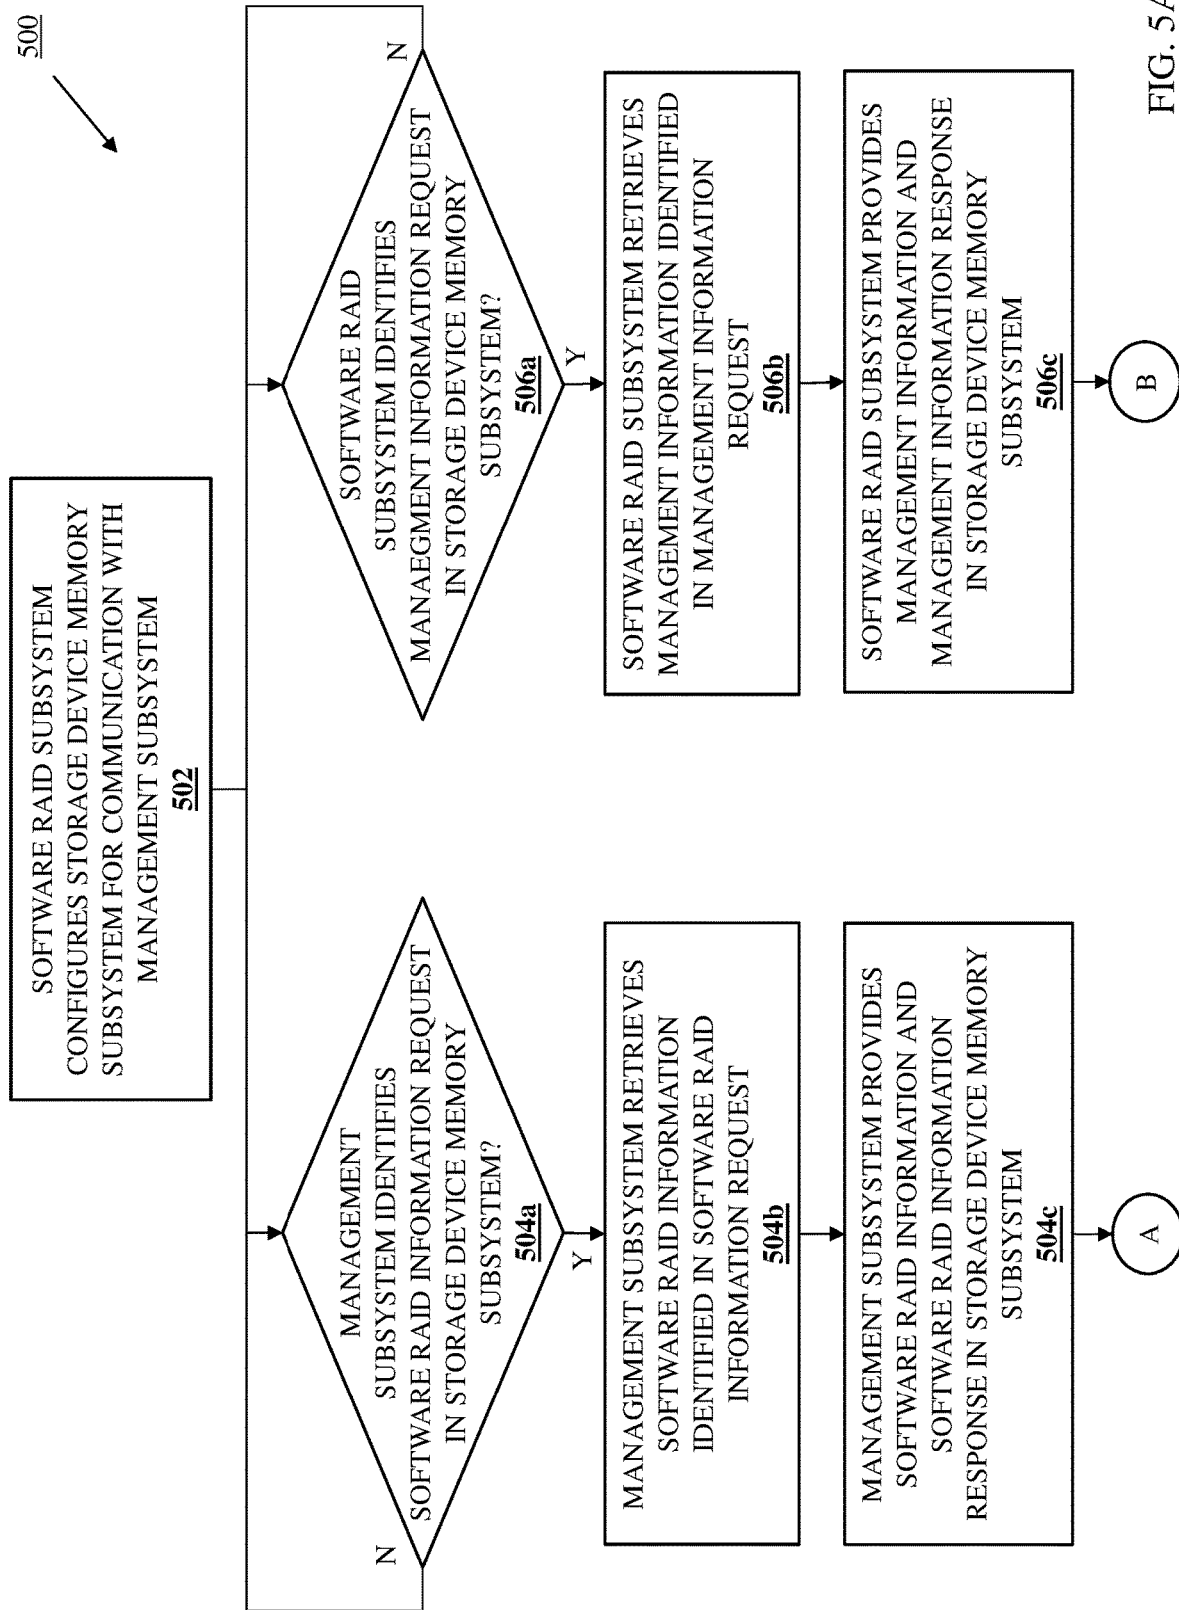 500
SOFTWARE RAID SUBSYSTEM
CONFIGURES STORAGE DEVICE MEMORY
SUBSYSTEM FOR COMMUNICATION WITH
MANAGEMENT SUBSYSTEM
502
MANAGEMENT
SUBSYSTEM IDENTIFIES
SOFTWARE RAID INFORMATION REQUEST
IN STORAGE DEVICE MEMORY
SUBSYSTEM?
504a
N
Y
MANAGEMENT SUBSYSTEM RETRIEVES
SOFTWARE RAID INFORMATION
IDENTIFIED IN SOFTWARE RAID
INFORMATION REQUEST
504b
MANAGEMENT SUBSYSTEM PROVIDES
SOFTWARE RAID INFORMATION AND
SOFTWARE RAID INFORMATION
RESPONSE IN STORAGE DEVICE MEMORY
SUBSYSTEM
504c
A
SOFTWARE RAID
SUBSYSTEM IDENTIFIES
MANAEGMENT INFORMATION REQUEST
IN STORAGE DEVICE MEMORY
SUBSYSTEM?
506a
N
Y
SOFTWARE RAID SUBSYSTEM RETRIEVES
MANAGEMENT INFORMATION IDENTIFIED
IN MANAGEMENT INFORMATION
REQUEST
506b
SOFTWARE RAID SUBSYSTEM PROVIDES
MANAGEMENT INFORMATION AND
MANAGEMENT INFORMATION RESPONSE
IN STORAGE DEVICE MEMORY
SUBSYSTEM
506c
B
FIG. 5A